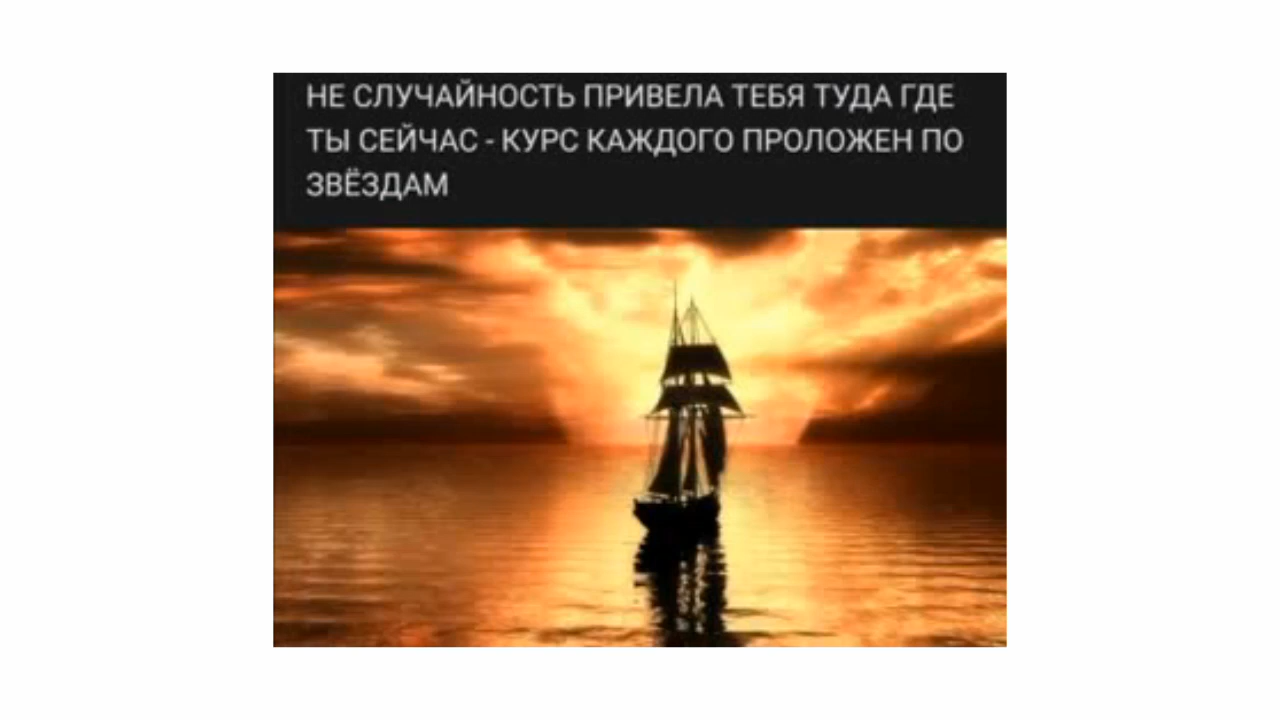 НЕ СЛУЧАЙНОСТЬ ПРИВЕЛА ТЕБЯ ТУДА ГДЕ
ТЫ СЕЙЧАС - КУРС КАЖДОГО ПРОЛОЖЕН ПО
ЗВЁЗДАМ